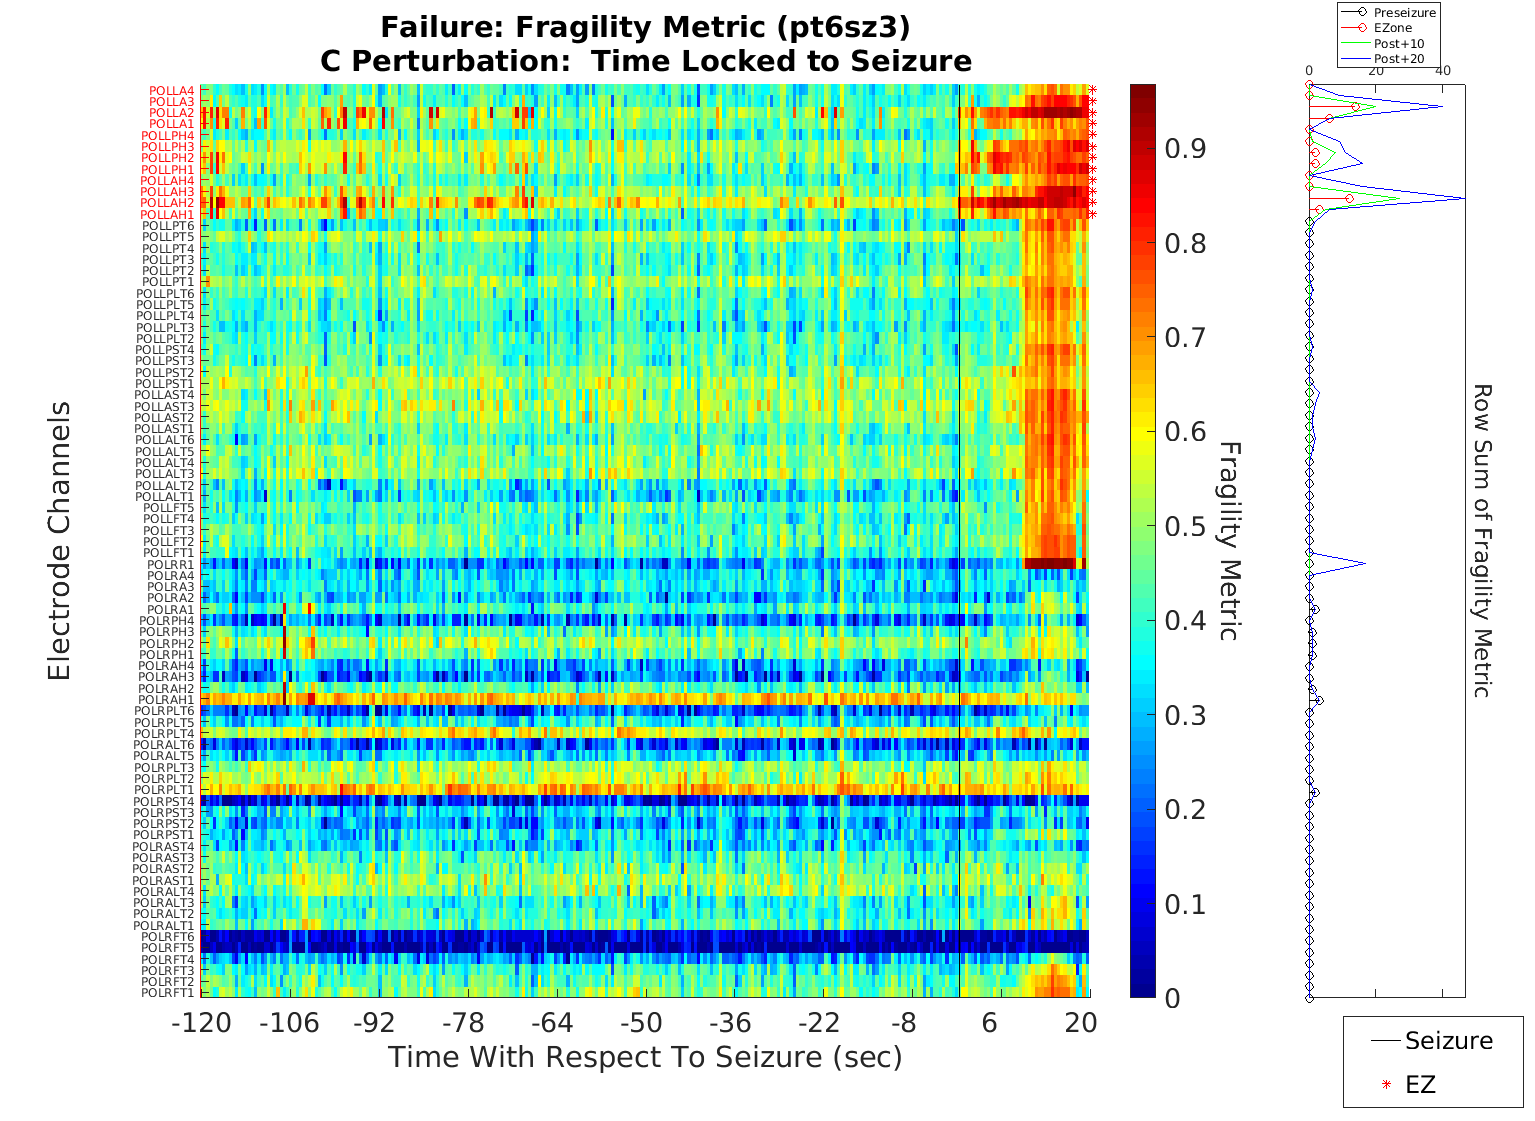 Failure: Fragility Metric (pt6sz3)
C Perturbation:  Time Locked to Seizure
Preseizure
EZone
Post+10
Post+20
0 20 40
Electrode Channels
POLLA4
POLLA3
POLLA2
POLLA1
POLLPH4
POLLPH3
POLLPH2
POLLPH1
POLLAH4
POLLAH3
POLLAH2
POLLAH1
POLLPT6
POLLPT5
POLLPT4
POLLPT3
POLLPT2
POLLPT1
POLLPLT6
POLLPLT5
POLLPLT4
POLLPLT3
POLLPLT2
POLLPST4
POLLPST3
POLLPST2
POLLPST1
POLLAST4
POLLAST3
POLLAST2
POLLAST1
POLLALT6
POLLALT5
POLLALT4
POLLALT3
POLLALT2
POLLALT1
POLLFT5
POLLFT4
POLLFT3
POLLFT2
POLLFT1
POLRR1
POLRA4
POLRA3
POLRA2
POLRA1
POLRPH4
POLRPH3
POLRPH2
POLRPH1
POLRAH4
POLRAH3
POLRAH2
POLRAH1
POLRPLT6
POLRPLT5
POLRPLT4
POLRALT6
POLRALT5
POLRPLT3
POLRPLT2
POLRPLT1
POLRPST4
POLRPST3
POLRPST2
POLRPST1
POLRAST4
POLRAST3
POLRAST2
POLRAST1
POLRALT4
POLRALT3
POLRALT2
POLRALT1
POLRFT6
POLRFT5
POLRFT4
POLRFT3
POLRFT2
POLRFT1
-120 -106 -92 -78 -64 -50 -36 -22 -8 6 20
Time With Respect To Seizure (sec)
0.9
0.8
0.7
0.6
0.5
0.4
0.3
0.2
0.1
0
Fragility Metric
Row Sum of Fragility Metric
Seizure
EZ